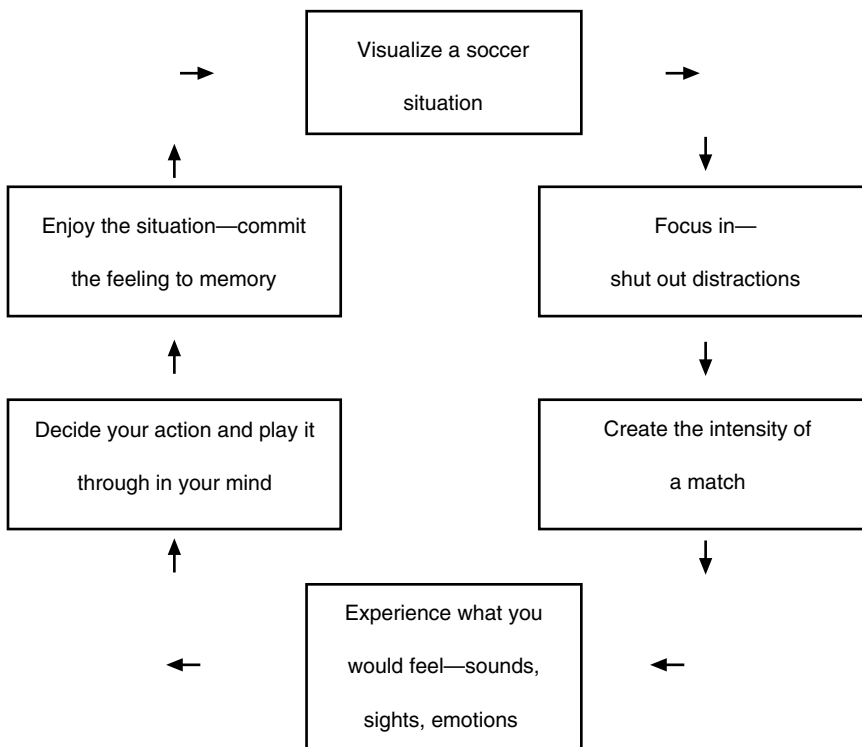 Visualize a soccer
situation
Focus in—
shut out distractions
Create the intensity of
a match
Experience what you
would feel—sounds,
sights, emotions
Decide your action and play it
through in your mind
Enjoy the situation—commit
the feeling to memory